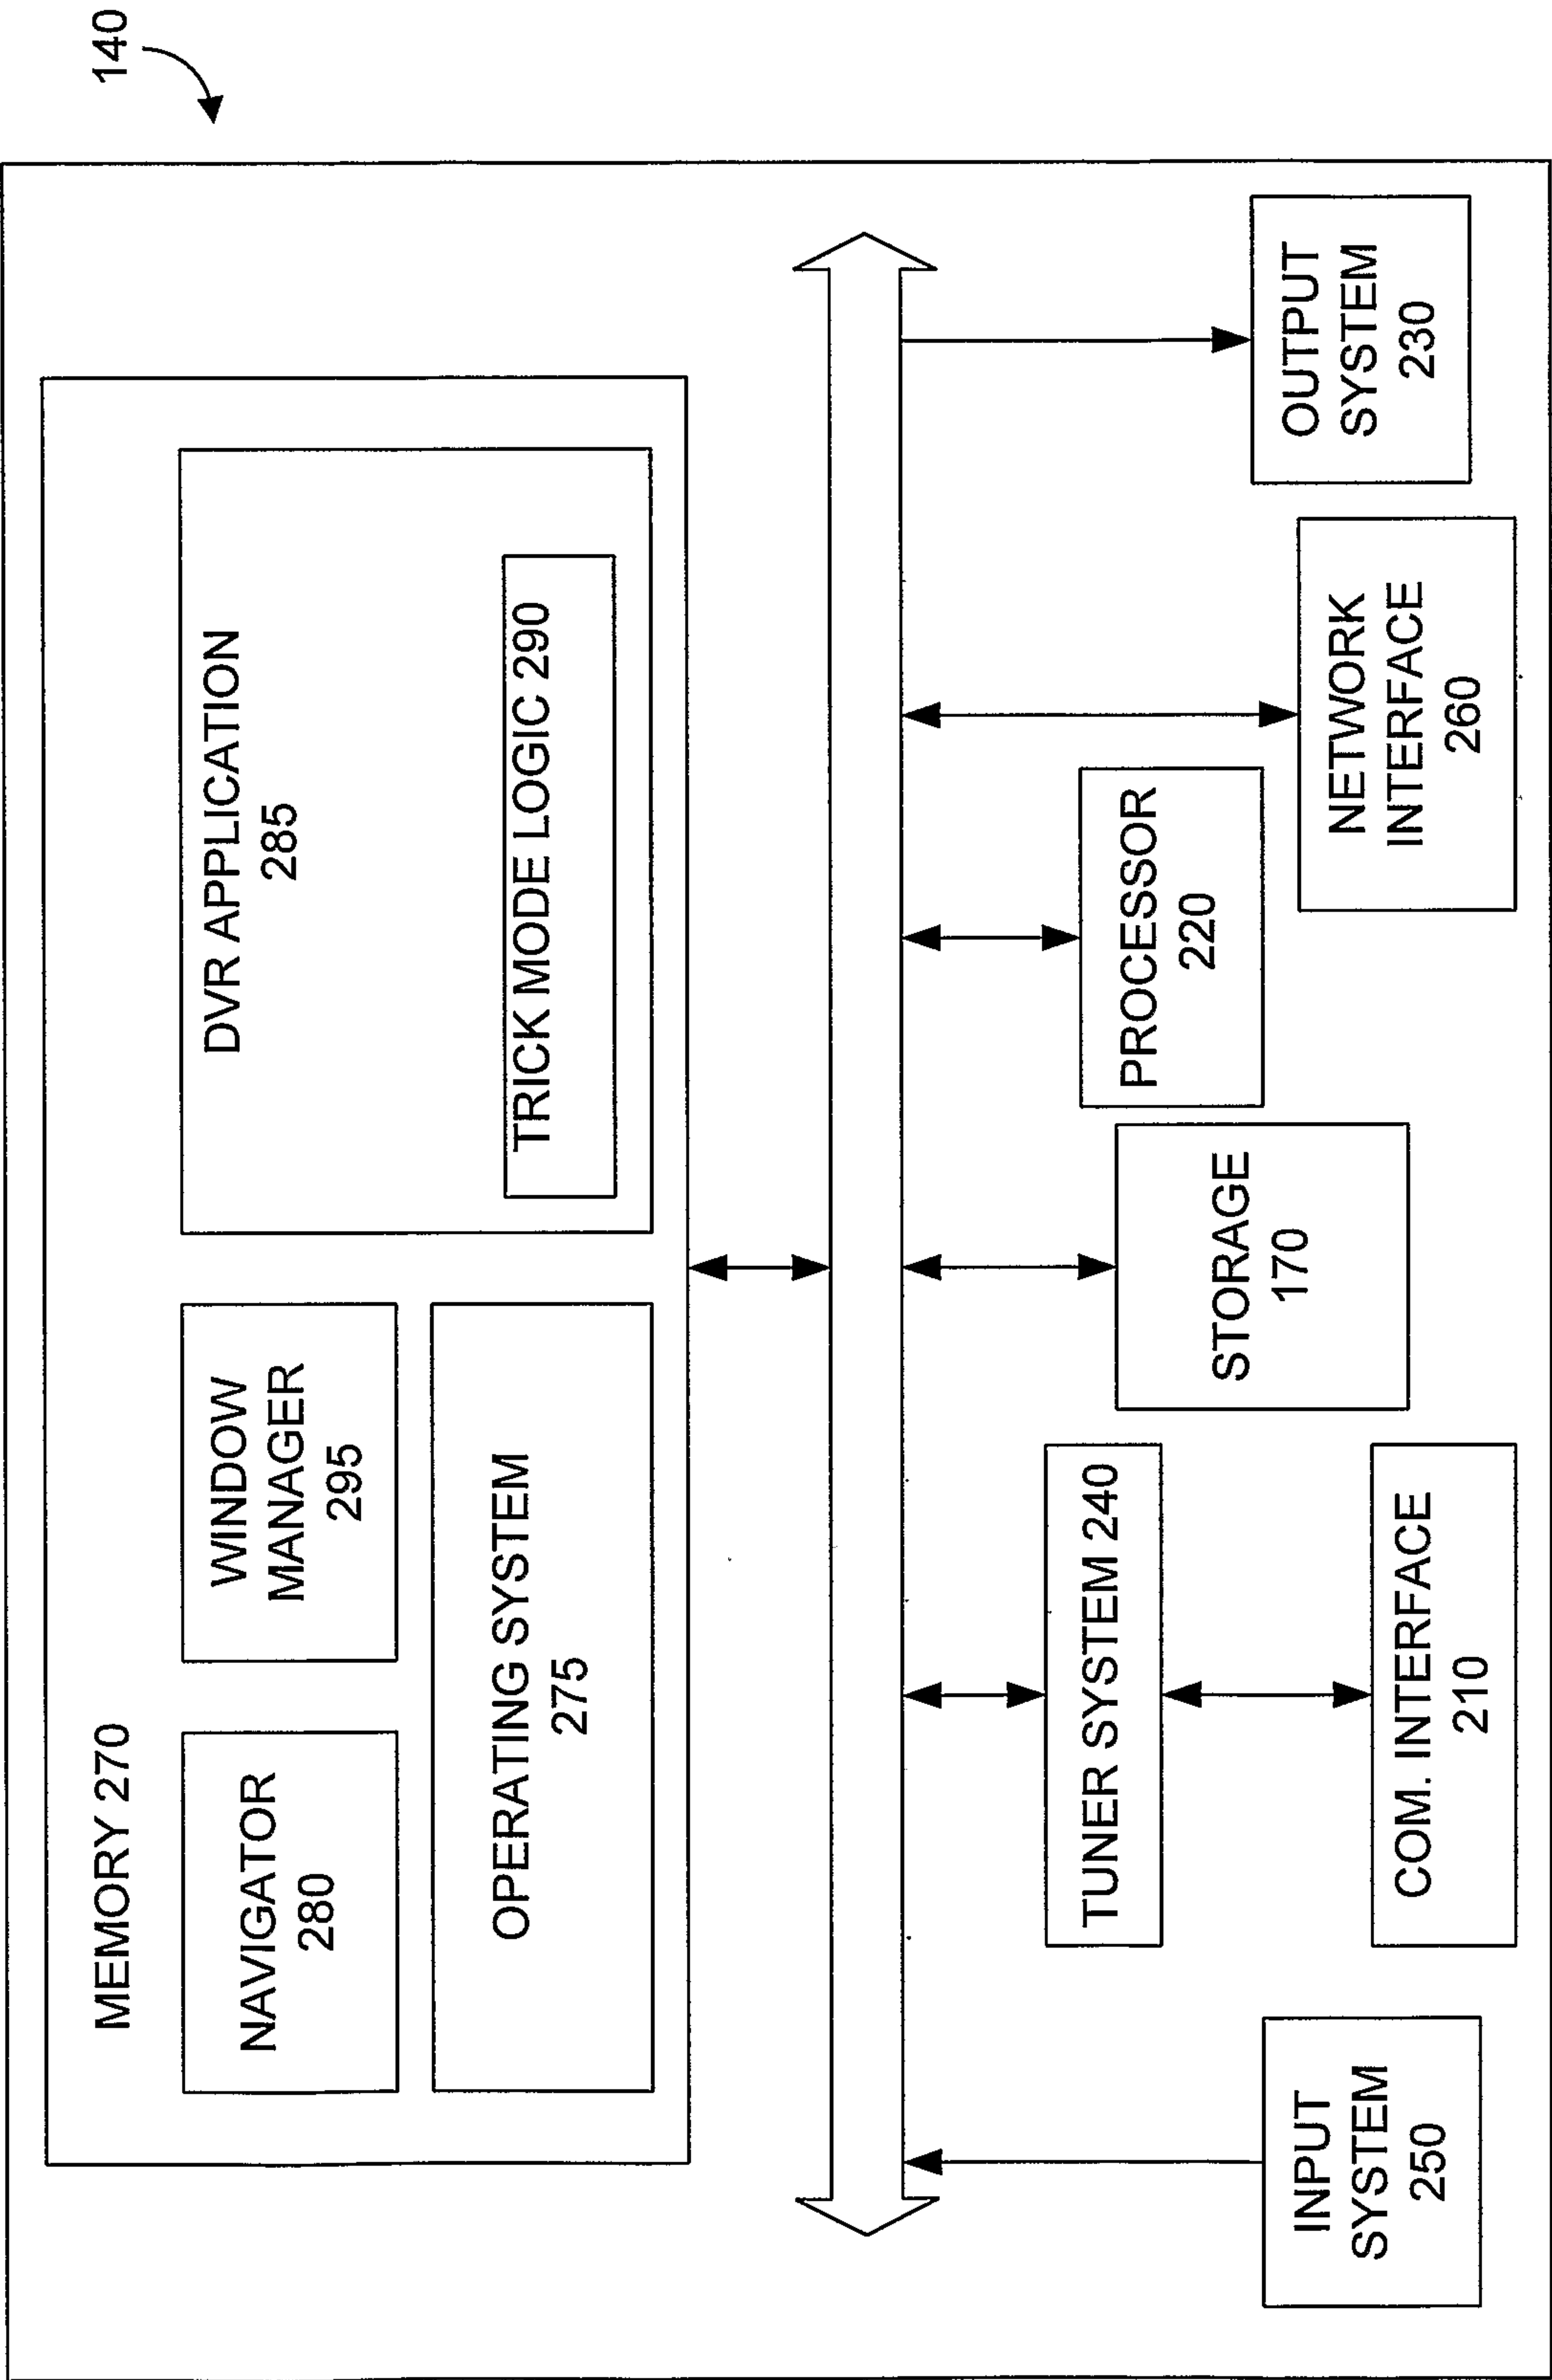 140
MEMORY 270
NAVIGATOR
280
WINDOW
MANAGER
295
OPERATING SYSTEM
275
DVR APPLICATION
285
TRICK MODE LOGIC 290
INPUT
SYSTEM
250
TUNER SYSTEM 240
COM. INTERFACE
210
STORAGE
170
PROCESSOR
220
NETWORK
INTERFACE
260
OUTPUT
SYSTEM
230